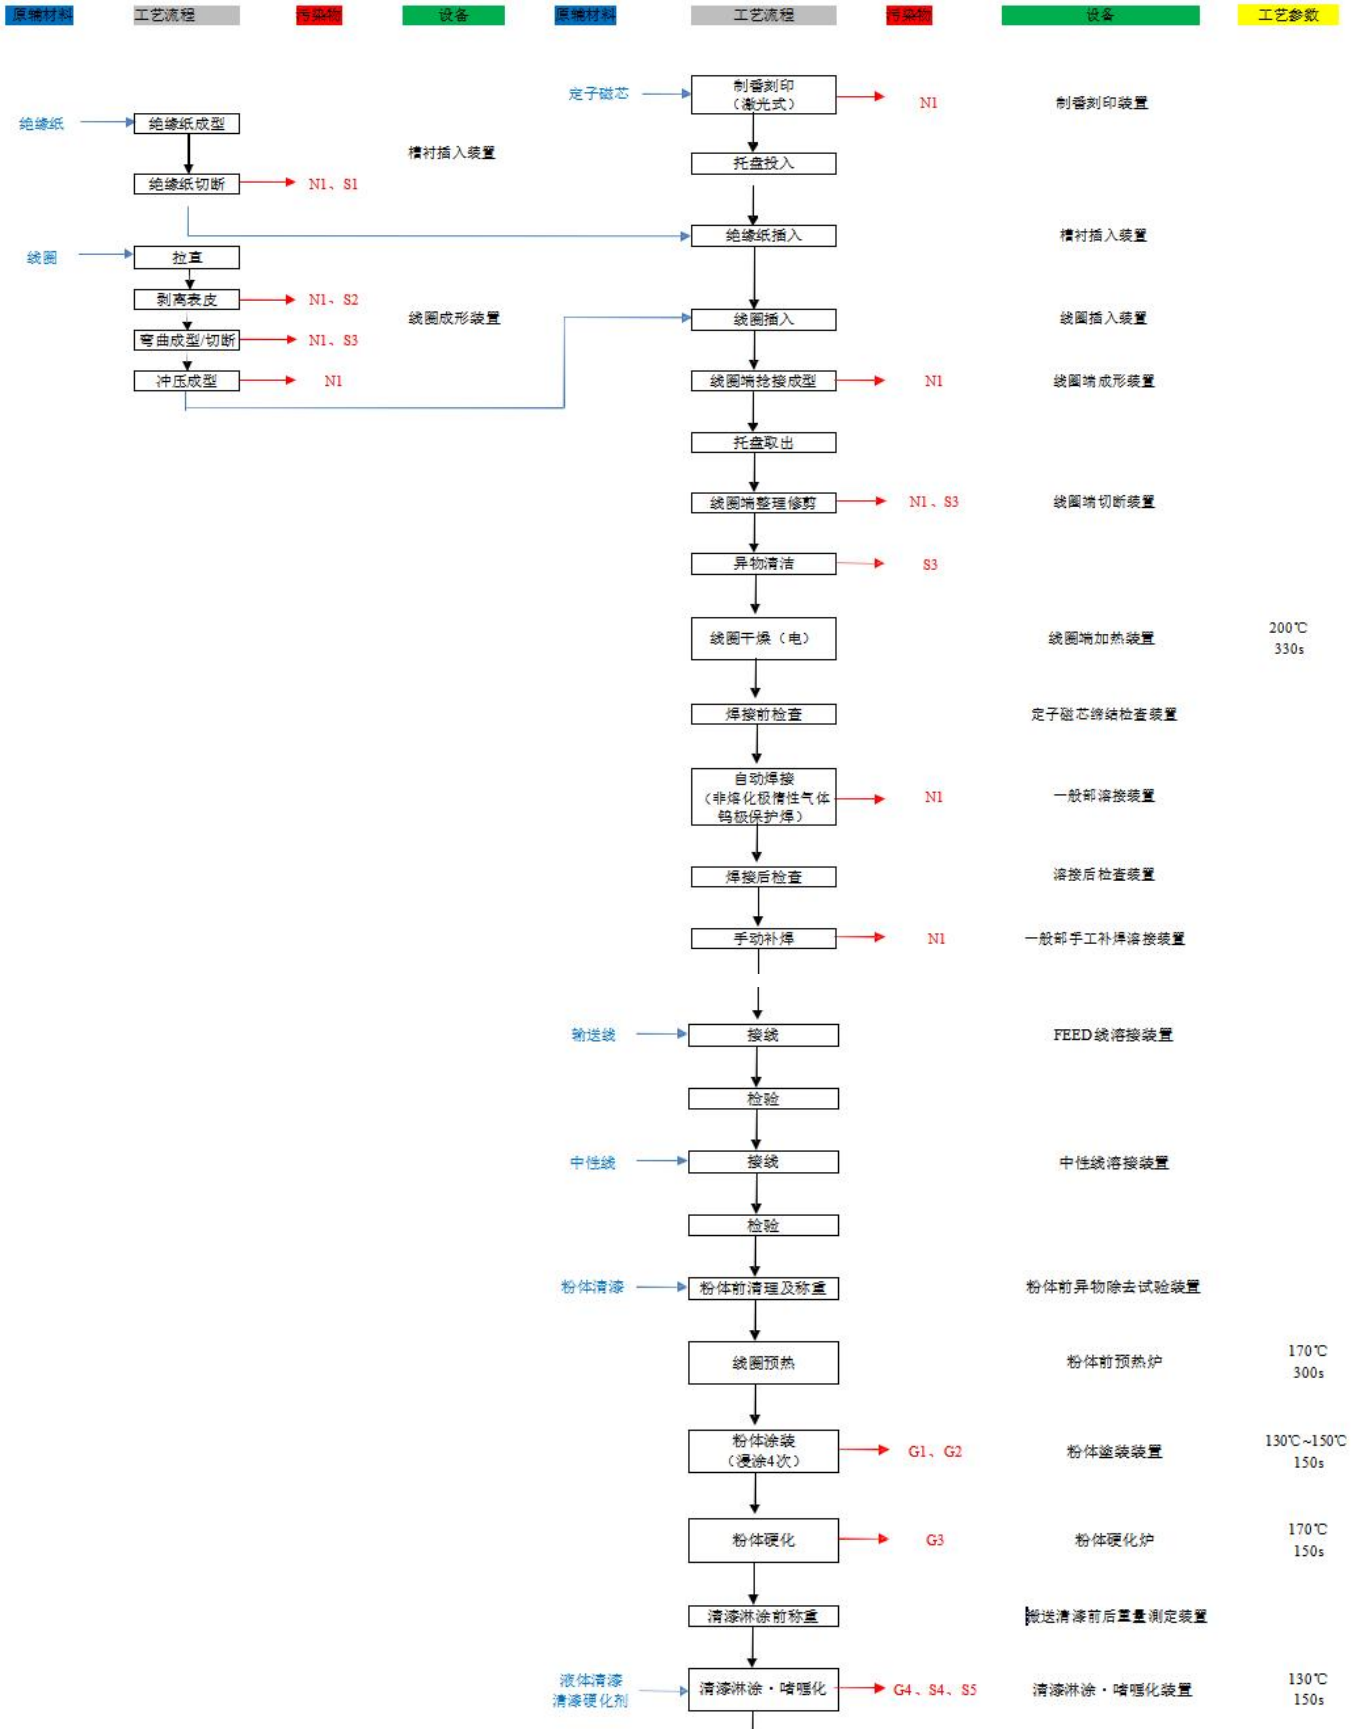 原辅材料 工艺流程 污染物 设备 原辅材料 工艺流程 污染物 设备 工艺参数
定子磁芯 制番刻印
（激光式） N1 制番刻印装置
绝缘纸 绝缘纸成型
槽衬插入装置
托盘投入
绝缘纸切断 N1、S1
绝缘纸插入 槽衬插入装置
线圈 拉直
剥离表皮 N1、S2
线圈成形装置
线圈插入 线圈插入装置
弯曲成型/切断 N1、S3
冲压成型 N1
线圈端捻接成型 N1 线圈端成形装置
托盘取出
线圈端整理修剪 N1、S3 线圈端切断装置
异物清洁 S3
线圈干燥（电） 线圈端加热装置 200℃
330s
焊接前检查 定子磁芯缔结检查装置
自动焊接
（非熔化极惰性气体
钨极保护焊） N1 一般部溶接装置
焊接后检查 溶接后检查装置
手动补焊 N1 一般部手工补焊溶接装置
输送线 接线 FEED线溶接装置
检验
中性线 接线 中性线溶接装置
检验
粉体清漆 粉体前清理及称重 粉体前异物除去试验装置
线圈预热 粉体前预热炉 170℃
300s
粉体涂装
（浸涂4次） G1、G2 粉体塗装装置 130℃~150℃
150s
粉体硬化 G3 粉体硬化炉 170℃
150s
清漆淋涂前称重 搬送清漆前后重量测定装置
液体清漆
清漆硬化剂 清漆淋涂·啫喱化 G4、S4、S5 清漆淋涂·啫喱化装置 130℃
150s